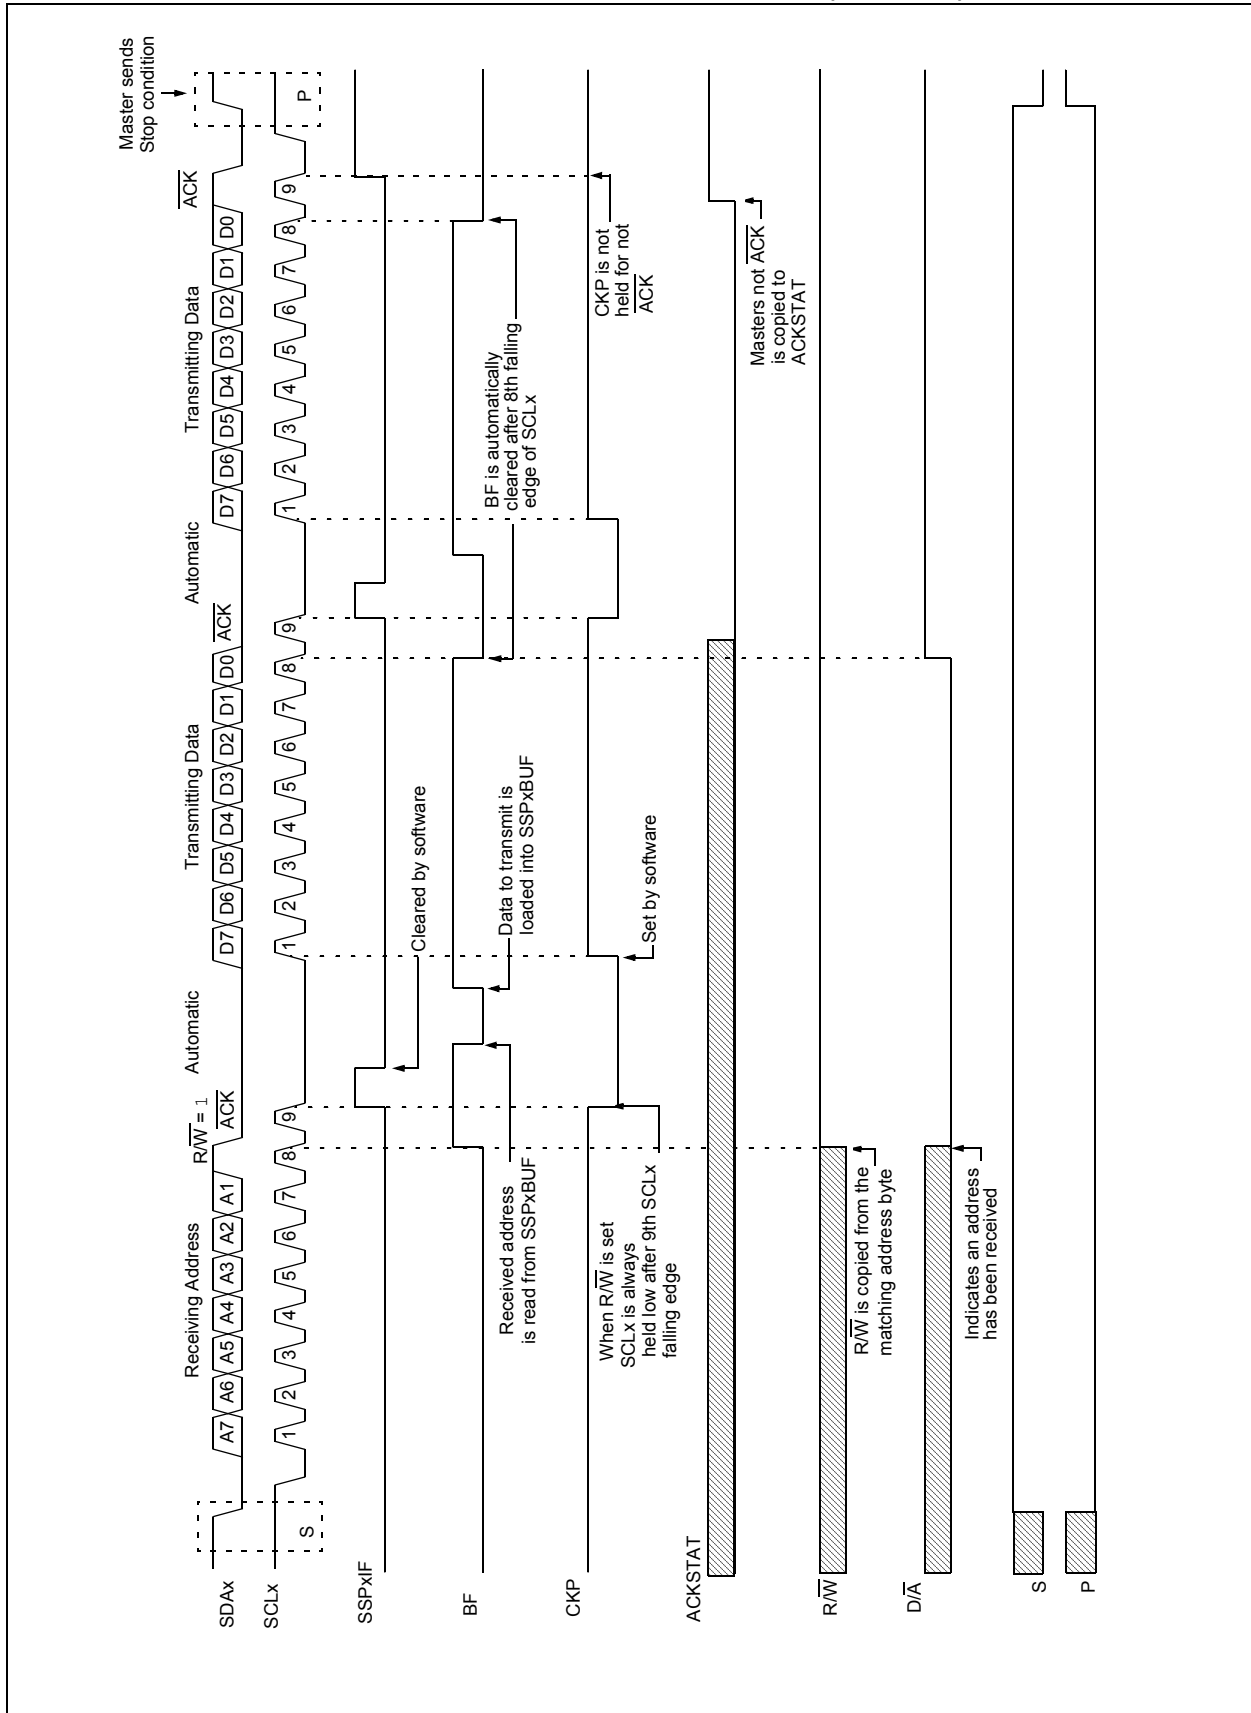 Master sends
Stop condition
Receiving Address
R/W = 1
ACK
Automatic
Transmitting Data
ACK
Automatic
Transmitting Data
ACK
SDAx
A7 A6 A5 A4 A3 A2 A1
D7 D6 D5 D4 D3 D2 D1 D0
D7 D6 D5 D4 D3 D2 D1 D0
SCLx
S
1 2 3 4 5 6 7 8 9
1 2 3 4 5 6 7 8 9
1 2 3 4 5 6 7 8 9
P
SSPxIF
Cleared by software
BF
Received address
is read from SSPxBUF
Data to transmit is
loaded into SSPxBUF
BF is automatically
cleared after 8th falling
edge of SCLx
CKP
When R/W is set
SCLx is always
held low after 9th SCLx
falling edge
Set by software
CKP is not
held for not
ACK
ACKSTAT
Masters not ACK
is copied to
ACKSTAT
R/W
R/W is copied from the
matching address byte
D/A
Indicates an address
has been received
S
P